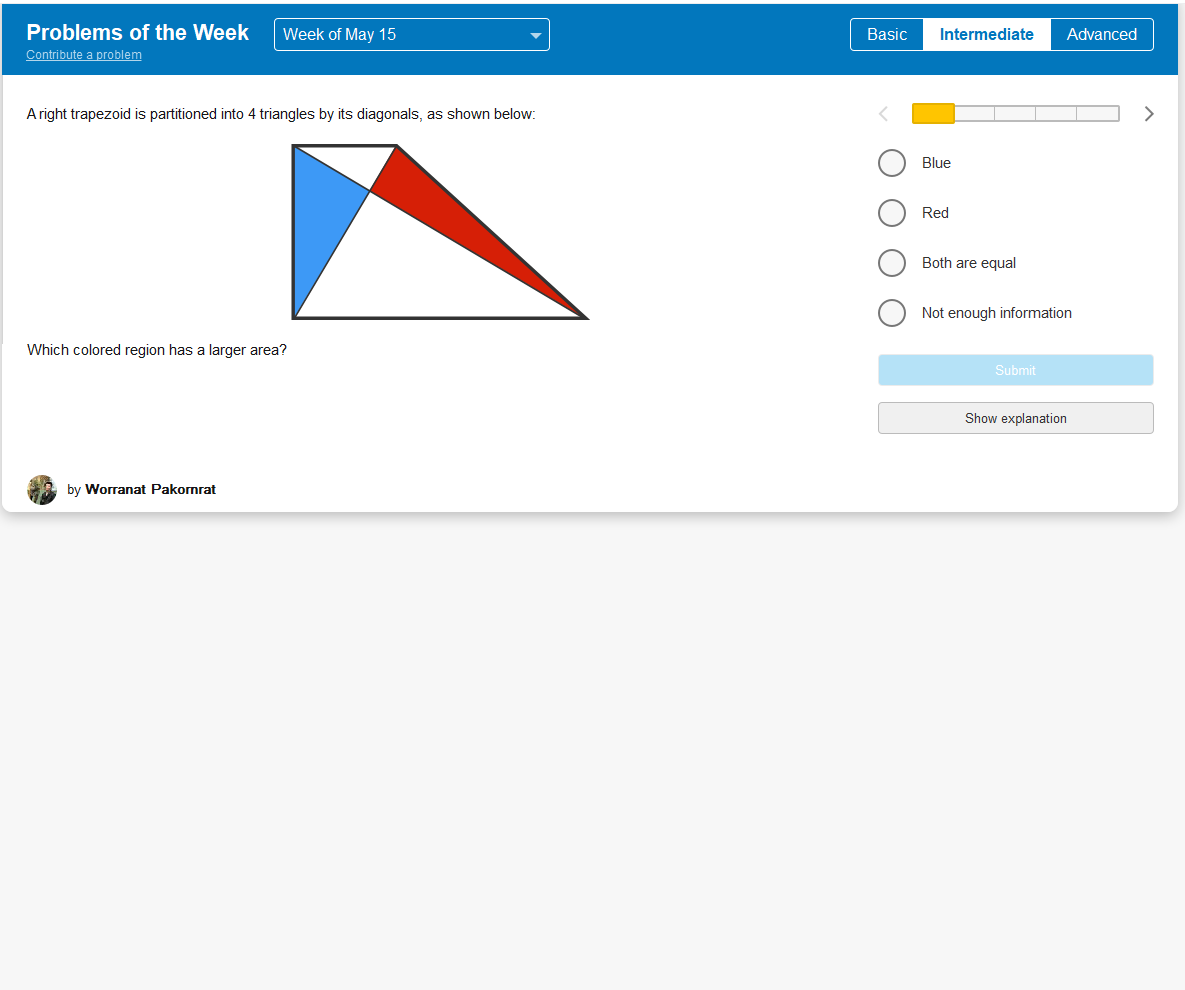 Problems of the Week
Contribute a problem
Week of May 15
Basic
Intermediate
Advanced
A right trapezoid is partitioned into 4 triangles by its diagonals, as shown below:
Which colored region has a larger area?
Blue
Red
Both are equal
Not enough information
Submit
Show explanation
by Worranat Pakornrat